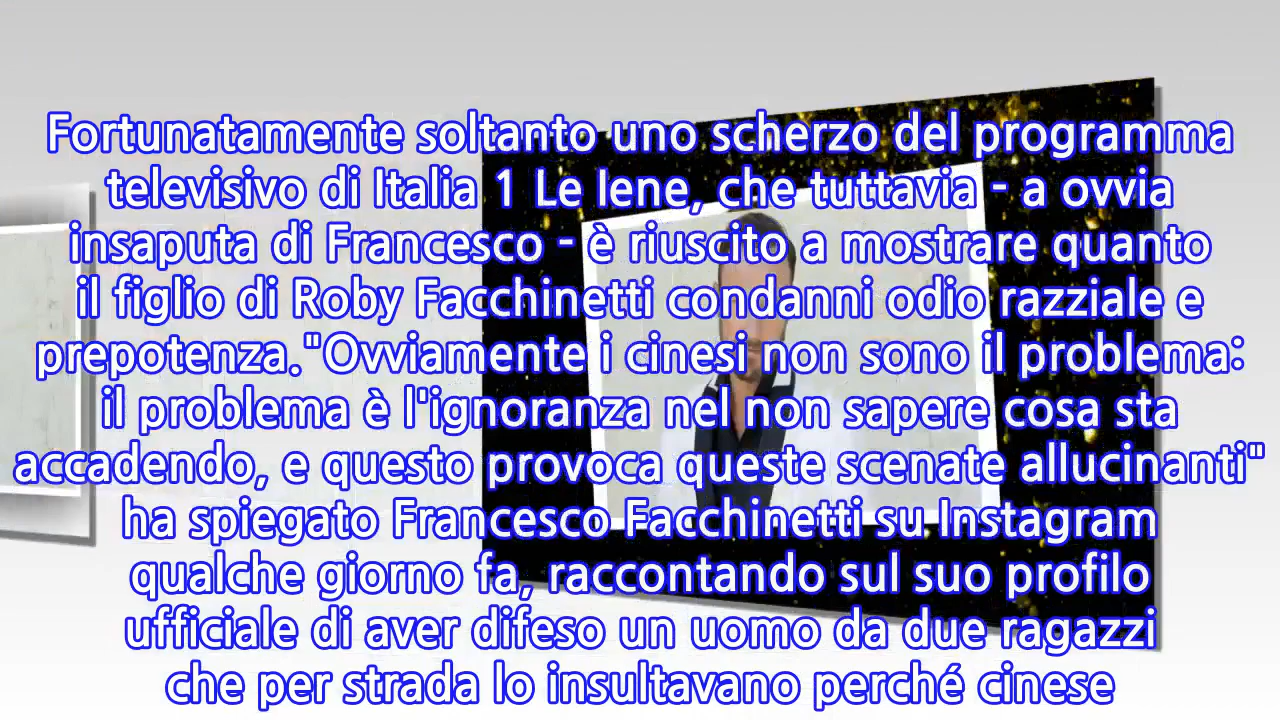 Fortunatamente soltanto uno scherzo del programma
televisivo di Italia 1 Le Iene, che tuttavia - a ovvia
insaputa di Francesco - è riuscito a mostrare quanto
il figlio di Roby Facchinetti condanni odio razziale e
prepotenza."Ovviamente i cinesi non sono il problema:
il problema è l'ignoranza nel non sapere cosa sta
accadendo, e questo provoca queste scenate allucinanti"
ha spiegato Francesco Facchinetti su Instagram
qualche giorno fa, raccontando sul suo profilo
ufficiale di aver difeso un uomo da due ragazzi
che per strada lo insultavano perché cinese